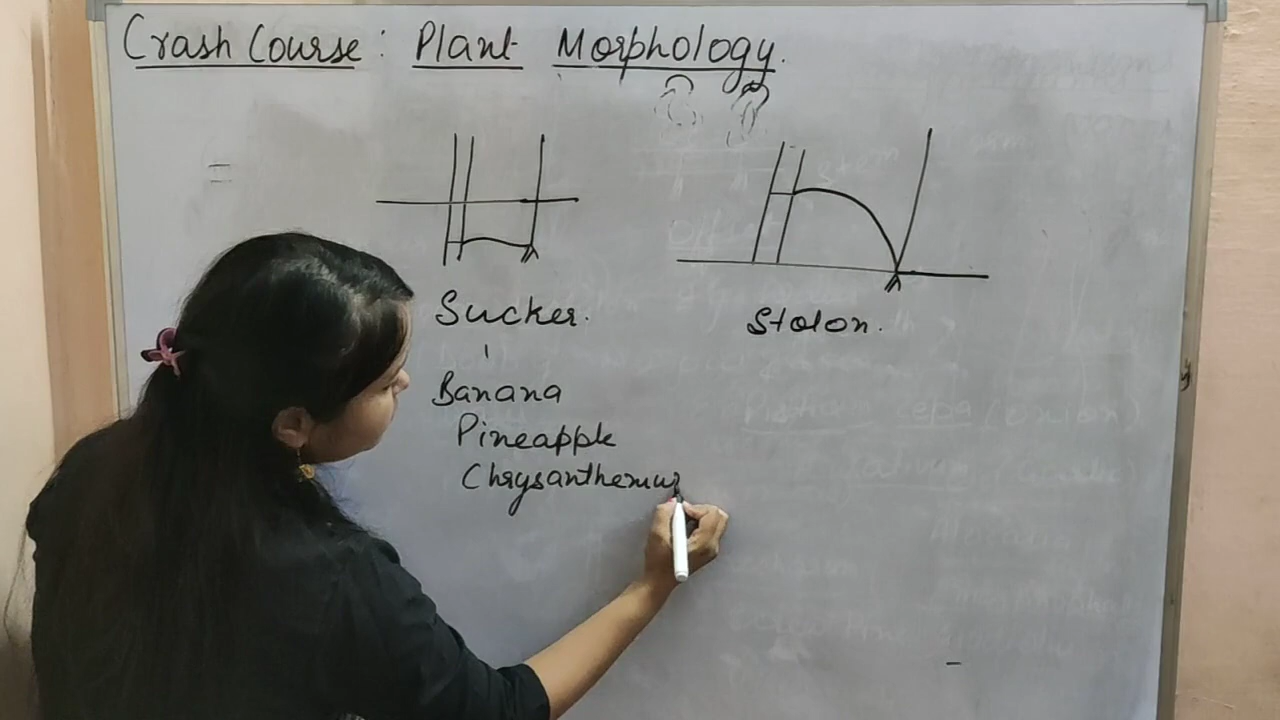 Crash Course: Plant Morphology.
Sucker.
Banana
Pineapple
Chrysanthemum
Stolon.